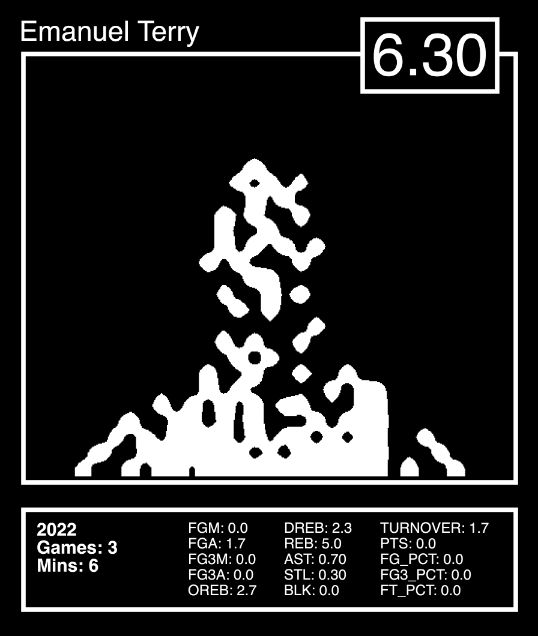 Emanuel Terry
6.30
2022
Games: 3
Mins: 6
FGM: 0.0
FGA: 1.7
FG3M: 0.0
FG3A: 0.0
OREB: 2.7
DREB: 2.3
REB: 5.0
AST: 0.70
STL: 0.30
BLK: 0.0
TURNOVER: 1.7
PTS: 0.0
FG_PCT: 0.0
FG3_PCT: 0.0
FT_PCT: 0.0